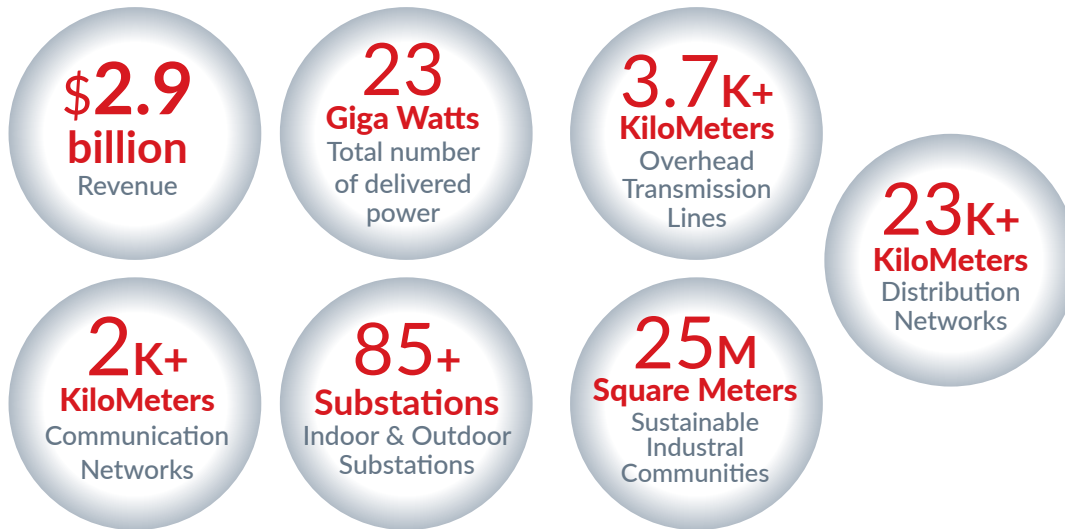 $2.9
billion
Revenue
23
Giga Watts
Total number
of delivered
power
3.7K+
KiloMeters
Overhead
Transmission
Lines
23K+
KiloMeters
Distribution
Networks
2K+
KiloMeters
Communication
Networks
85+
Substations
Indoor & Outdoor
Substations
25M
Square Meters
Sustainable
Industral
Communities